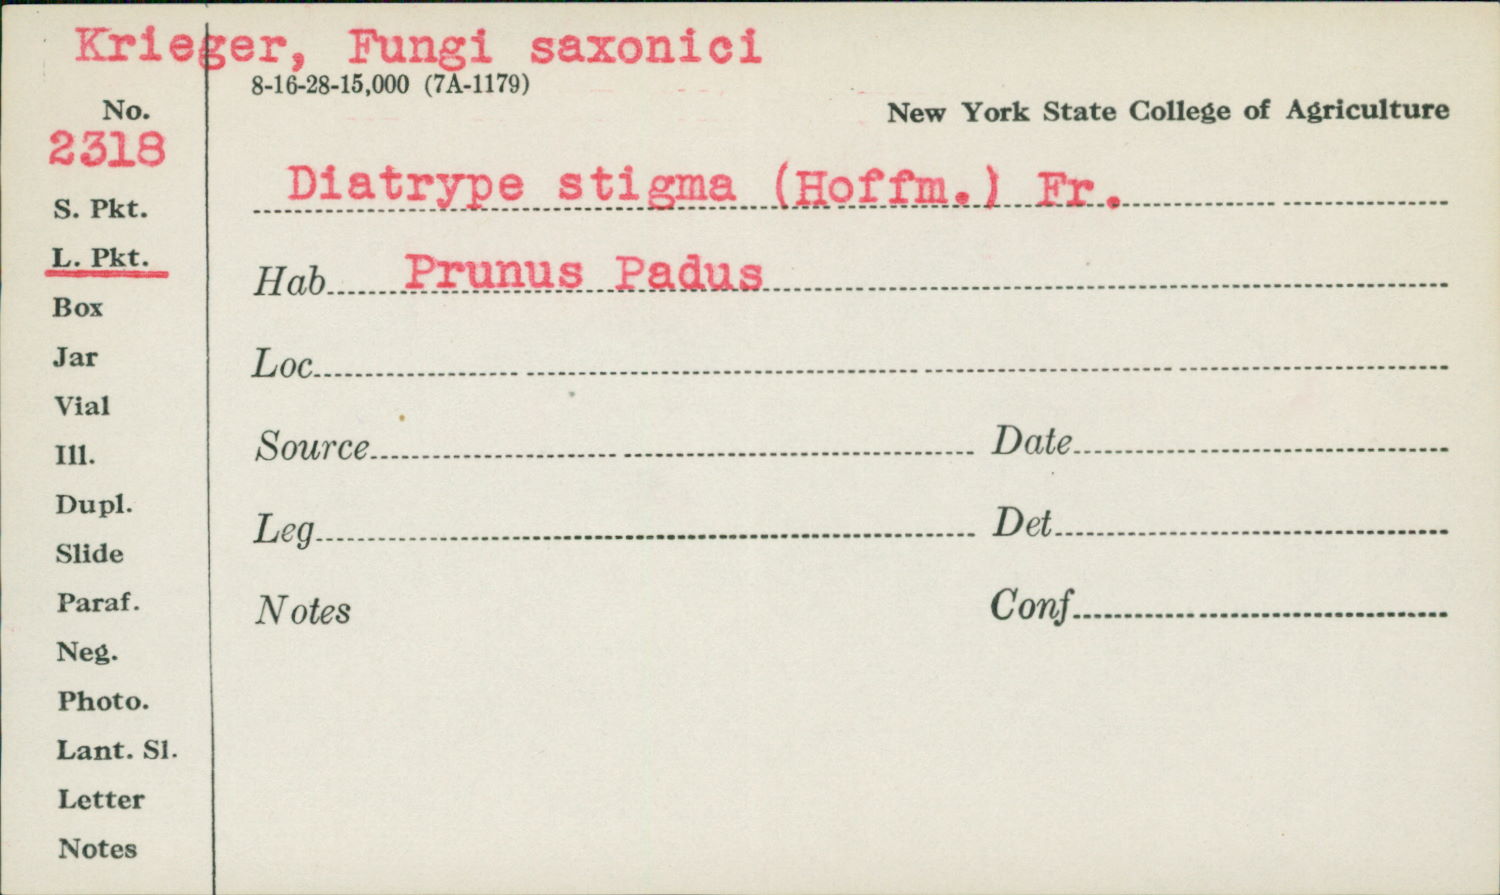 Krieger, Fungi saxonici
8-16-28-15,000 (7A-1179)
New York State College of Agriculture
No.
2318
Diatrype stigma (Hoffm.) Fr.
S. Pkt.
L. Pkt.
Hab. Prunus Padus
Box
Jar
Loc.
Vial
Ill.
Source
Date
Dupl.
Slide
Leg.
Det.
Paraf.
Notes
Conf.
Neg.
Photo.
Lant. Sl.
Letter
Notes